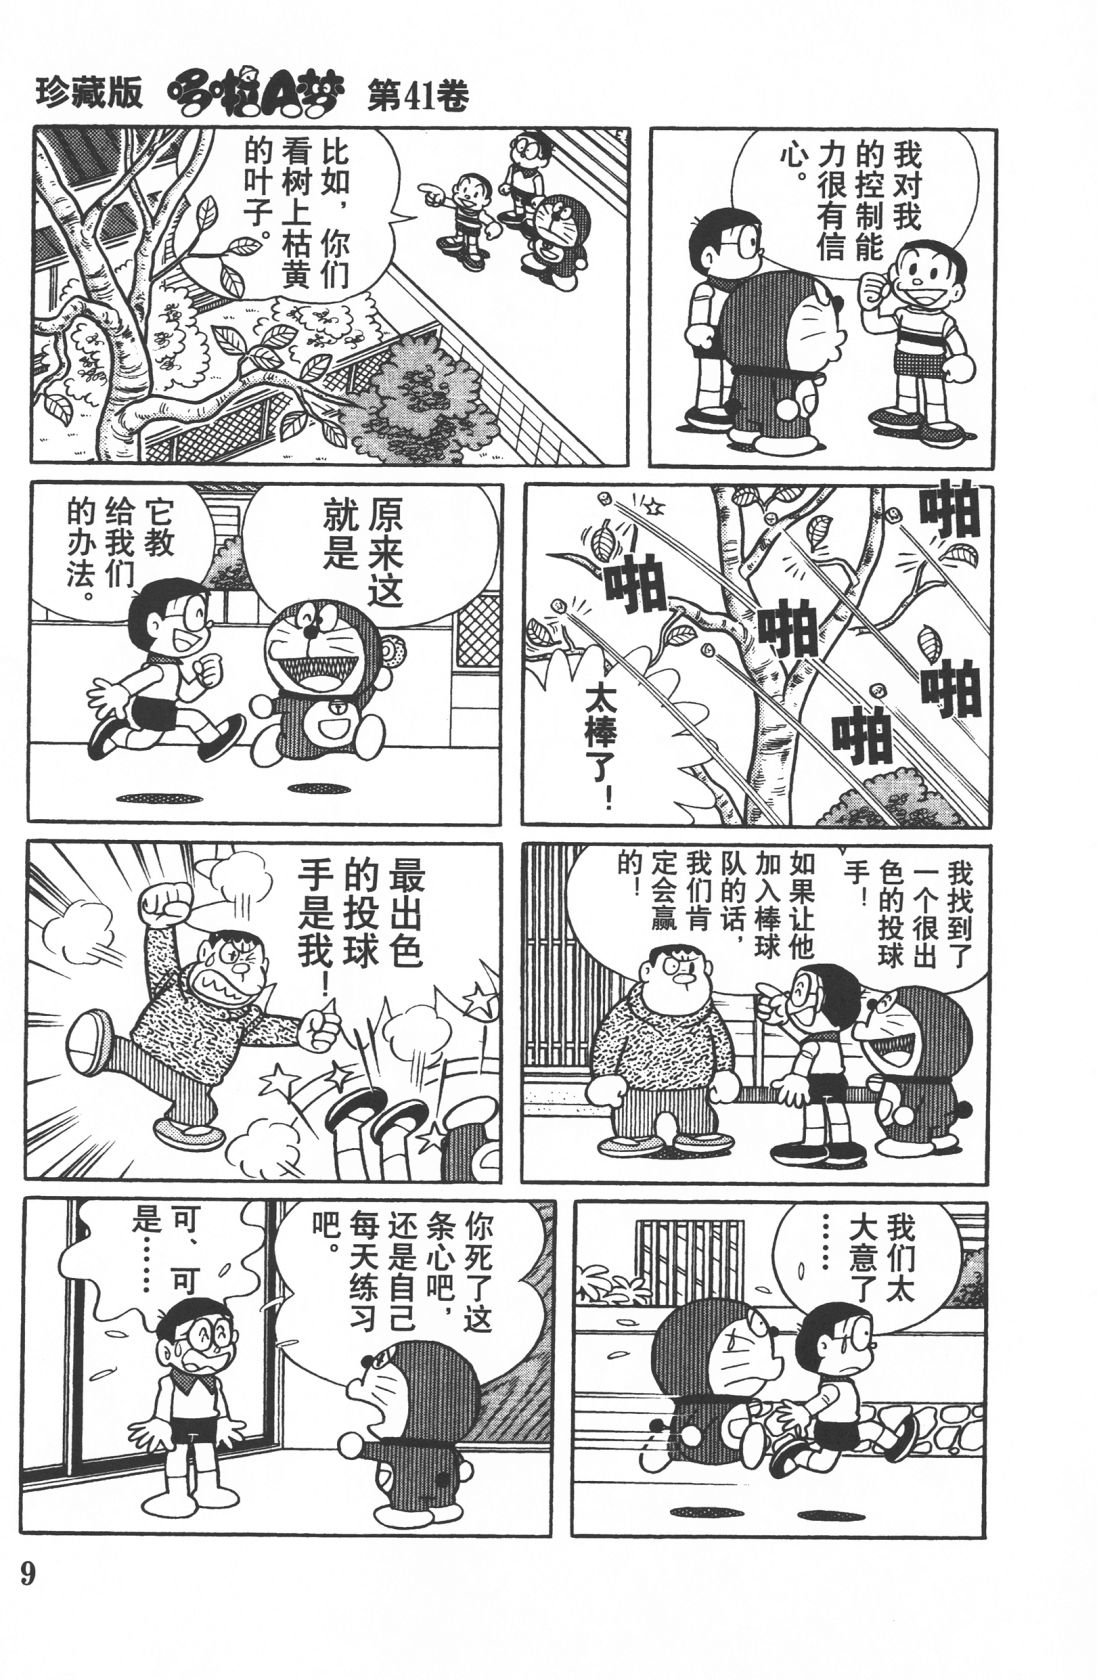 珍藏版 哆啦A梦 第41卷
我对我
的控制能
力很有信
心。
比如，你们
看树上枯黄
的叶子。
啪
啪
啪
啪
啪
太棒了！
原来这
就是
它教
给我们
的办法。
我找到了
一个很出
色的投球
手！
如果让他
加入棒球
队的话，
我们肯
定会赢
的！
最出色
的投球
手是我！
我们太
大意了
……
你死了这
条心吧，
还是自己
每天练习
吧。
可、可
是……
9